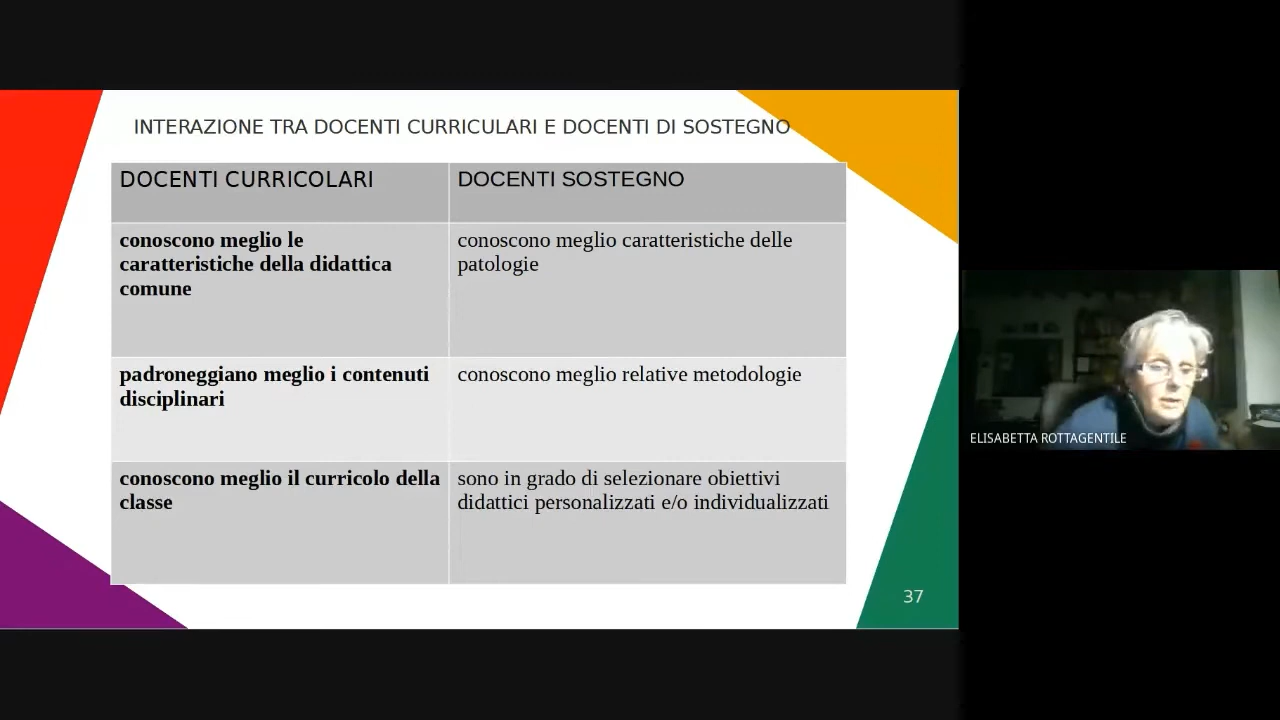 INTERAZIONE TRA DOCENTI CURRICULARI E DOCENTI DI SOSTEGNO
DOCENTI CURRICOLARI
DOCENTI SOSTEGNO
conoscono meglio le
caratteristiche della didattica
comune
conoscono meglio caratteristiche delle
patologie
padroneggiano meglio i contenuti
disciplinari
conoscono meglio relative metodologie
conoscono meglio il curricolo della
classe
sono in grado di selezionare obiettivi
didattici personalizzati e/o individualizzati
37
ELISABETTA ROTTAGENTILE